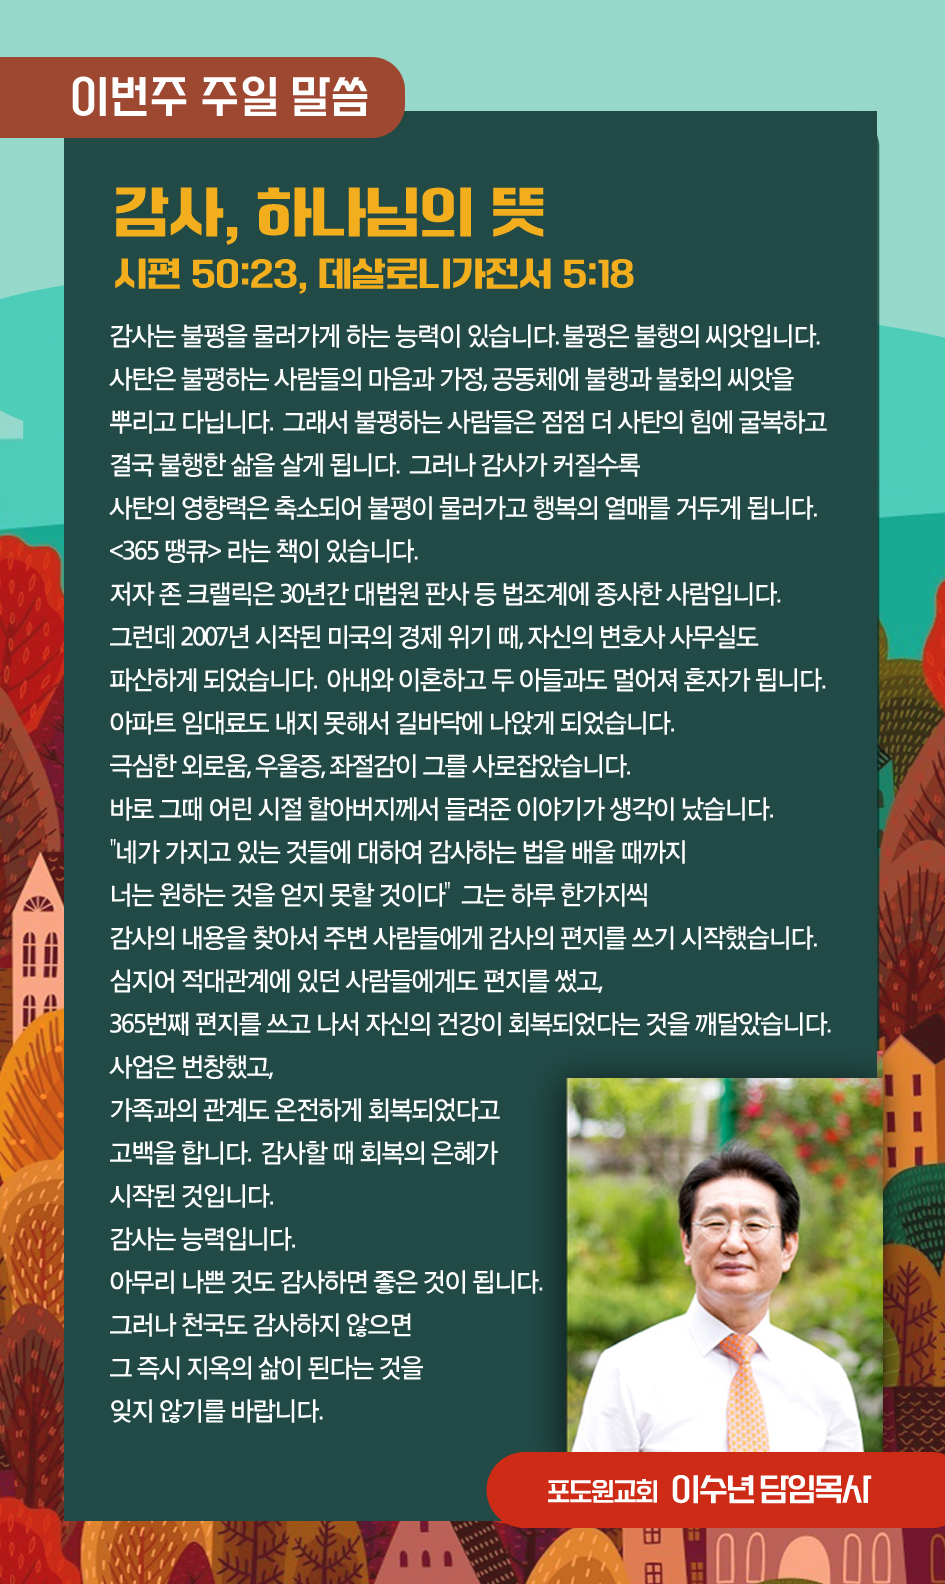 이번주 주일 말씀
감사, 하나님의 뜻
시편 50:23, 데살로니가전서 5:18
감사는 불평을 물러가게 하는 능력이 있습니다. 불평은 불행의 씨앗입니다.
사탄은 불평하는 사람들의 마음과 가정, 공동체에 불행과 불화의 씨앗을
뿌리고 다닙니다. 그래서 불평하는 사람들은 점점 더 사탄의 힘에 굴복하고
결국 불행한 삶을 살게 됩니다. 그러나 감사가 커질수록
사탄의 영향력은 축소되어 불평이 물러가고 행복의 열매를 거두게 됩니다.
<365 땡큐> 라는 책이 있습니다.
저자 존 크랠릭은 30년간 대법원 판사 등 법조계에 종사한 사람입니다.
그런데 2007년 시작된 미국의 경제 위기 때, 자신의 변호사 사무실도
파산하게 되었습니다. 아내와 이혼하고 두 아들과도 멀어져 혼자가 됩니다.
아파트 임대료도 내지 못해서 길바닥에 나앉게 되었습니다.
극심한 외로움, 우울증, 좌절감이 그를 사로잡았습니다.
바로 그때 어린 시절 할아버지께서 들려준 이야기가 생각이 났습니다.
"네가 가지고 있는 것들에 대하여 감사하는 법을 배울 때까지
너는 원하는 것을 얻지 못할 것이다" 그는 하루 한가지씩
감사의 내용을 찾아서 주변 사람들에게 감사의 편지를 쓰기 시작했습니다.
심지어 적대관계에 있던 사람들에게도 편지를 썼고,
365번째 편지를 쓰고 나서 자신의 건강이 회복되었다는 것을 깨달았습니다.
사업은 번창했고,
가족과의 관계도 온전하게 회복되었다고
고백을 합니다. 감사할 때 회복의 은혜가
시작된 것입니다.
감사는 능력입니다.
아무리 나쁜 것도 감사하면 좋은 것이 됩니다.
그러나 천국도 감사하지 않으면
그 즉시 지옥의 삶이 된다는 것을
잊지 않기를 바랍니다.
포도원교회 이수년 담임목사